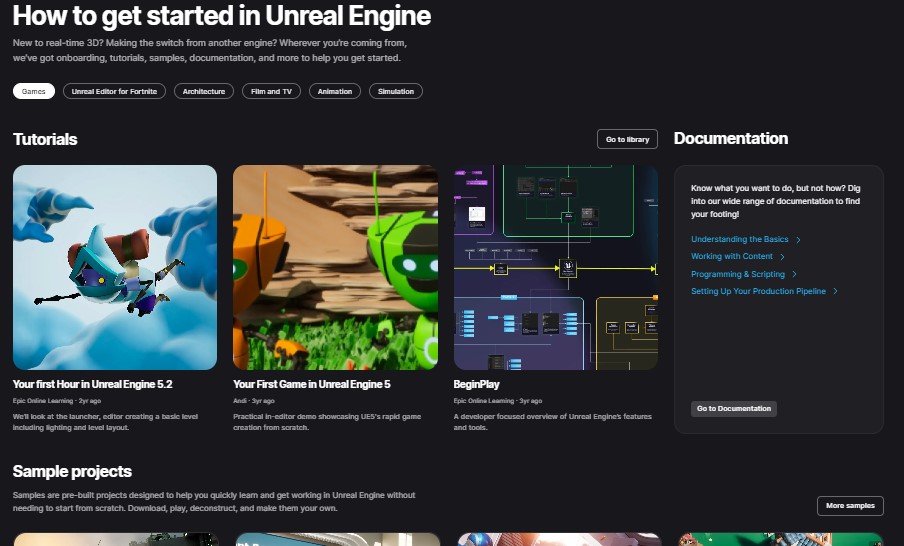 How to get started in Unreal Engine
New to real-time 3D? Making the switch from another engine? Wherever you're coming from,
we've got onboarding, tutorials, samples, documentation, and more to help you get started.
Games
Unreal Editor for Fortnite
Architecture
Film and TV
Animation
Simulation
Tutorials
Go to library
Your first Hour in Unreal Engine 5.2
Epic Online Learning · 2yr ago
We'll look at the launcher, editor creating a basic level
including lighting and level layout.
Your First Game in Unreal Engine 5
Andi · 3yr ago
Practical in-editor demo showcasing UE5's rapid game
creation from scratch.
BeginPlay
Epic Online Learning · 3yr ago
A developer focused overview of Unreal Engine's features
and tools.
Documentation
Know what you want to do, but not how? Dig
into our wide range of documentation to find
your footing!
Understanding the Basics
Working with Content
Programming & Scripting
Setting Up Your Production Pipeline
Go to Documentation
Sample projects
Samples are pre-built projects designed to help you quickly learn and get working in Unreal Engine without
needing to start from scratch. Download, play, deconstruct, and make them your own.
More samples